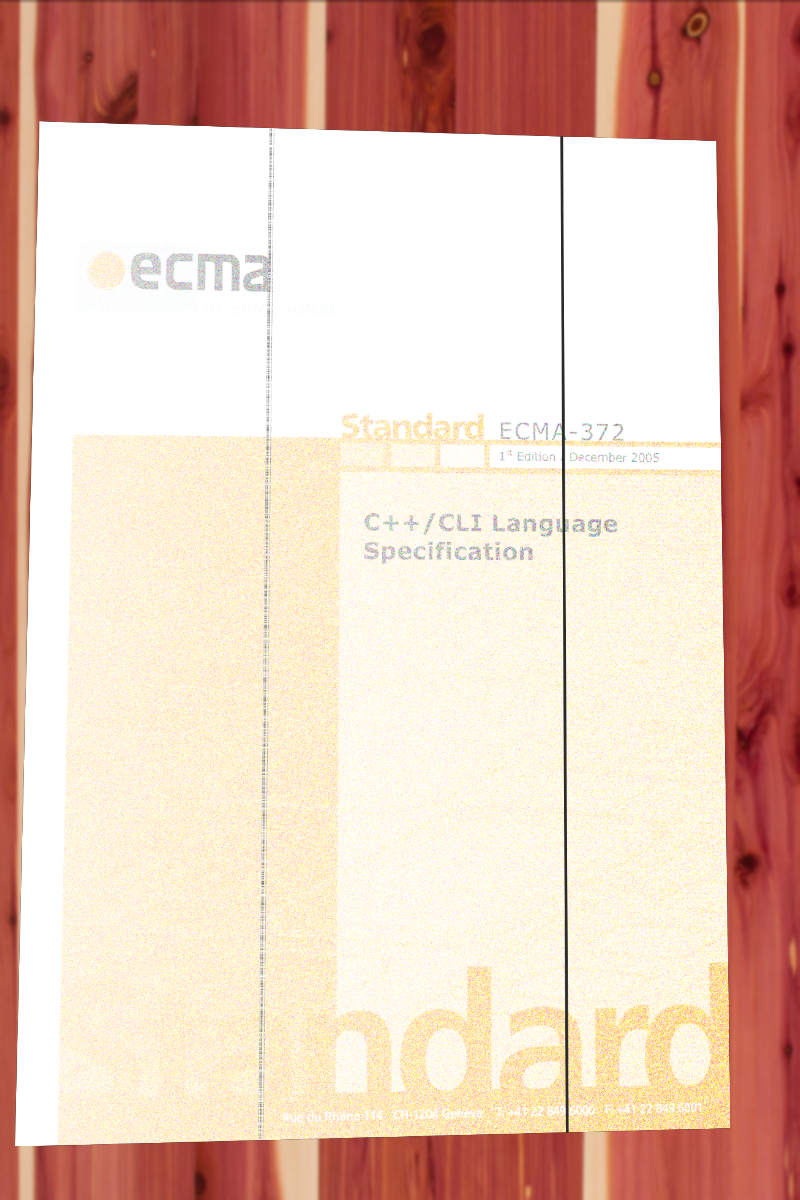 ecma
INTERNATIONAL
Standard ECMA-372
1st Edition / December 2005
C++/CLI Language
Specification
ndard
Rue du Rhône 114 CH-1204 Geneva T: +41 22 849 6000 F: +41 22 849 6001